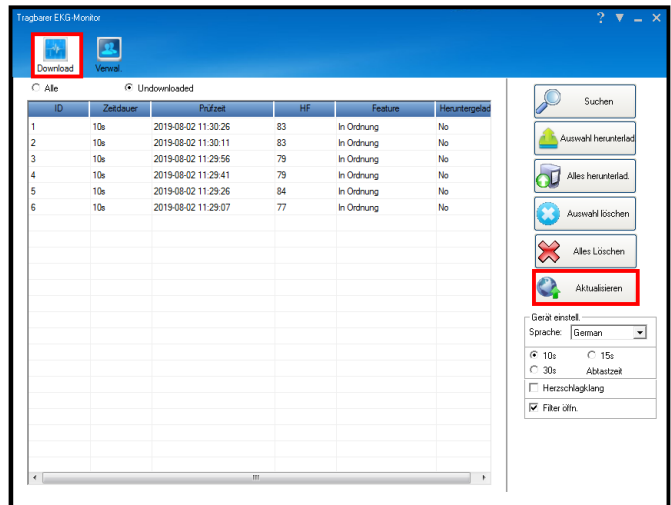 Tragbarer EKG-Monitor
Download Verwal.
Alle Undownloaded
ID Zeitdauer Prüfzeit HF Feature Heruntergelad
1 10s 2019-08-02 11:30:26 83 In Ordnung No
2 10s 2019-08-02 11:30:11 83 In Ordnung No
3 10s 2019-08-02 11:29:56 79 In Ordnung No
4 10s 2019-08-02 11:29:41 79 In Ordnung No
5 10s 2019-08-02 11:29:26 84 In Ordnung No
6 10s 2019-08-02 11:29:07 77 In Ordnung No
Suchen
Auswahl herunterlad
Alles herunterlad.
Auswahl löschen
Alles Löschen
Aktualisieren
Gerät einstell.
Sprache: German
10s 15s
30s Abtastzeit
Herzschlagklang
Filter öffn.